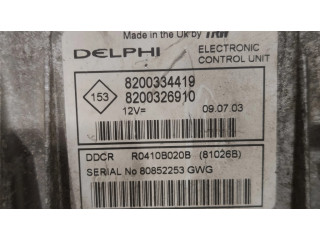 Made in the Uk by TRW
DELPHI
ELECTRONIC
CONTROL UNIT
153
8200334419
8200326910
12V= 09.07.03
DDCR R0410B020B (81026B)
SERIAL No 80852253 GWG